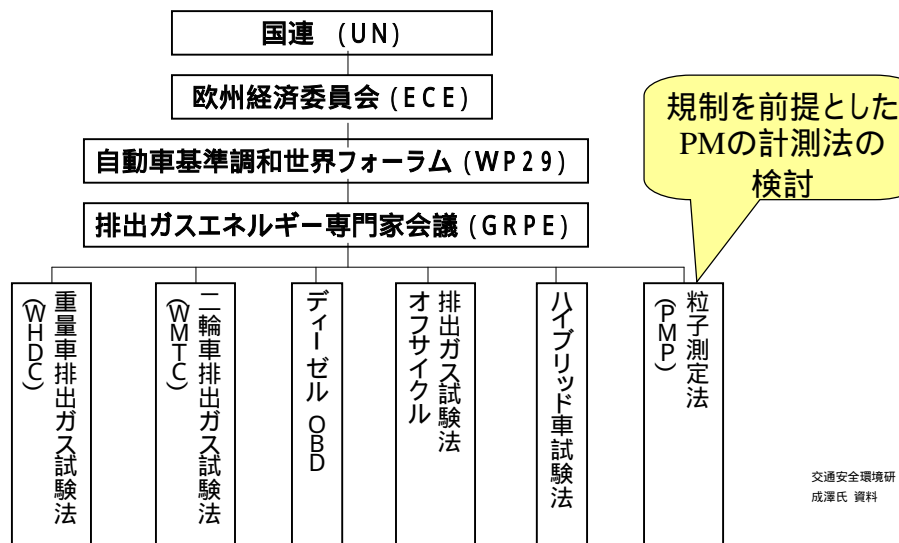 国連 (UN)
欧州経済委員会(ECE)
自動車基準調和世界フォーラム(WP29)
排出ガスエネルギー専門家会議(GRPE)
規制を前提とした
PMの計測法の
検討
重量車排出ガス試験法
(WHDC)
二輪車排出ガス試験法
(WMTC)
ディーゼル OBD
排出ガス試験法
オフサイクル
ハイブリッド車試験法
粒子測定法
(PMP)
交通安全環境研
成澤氏 資料